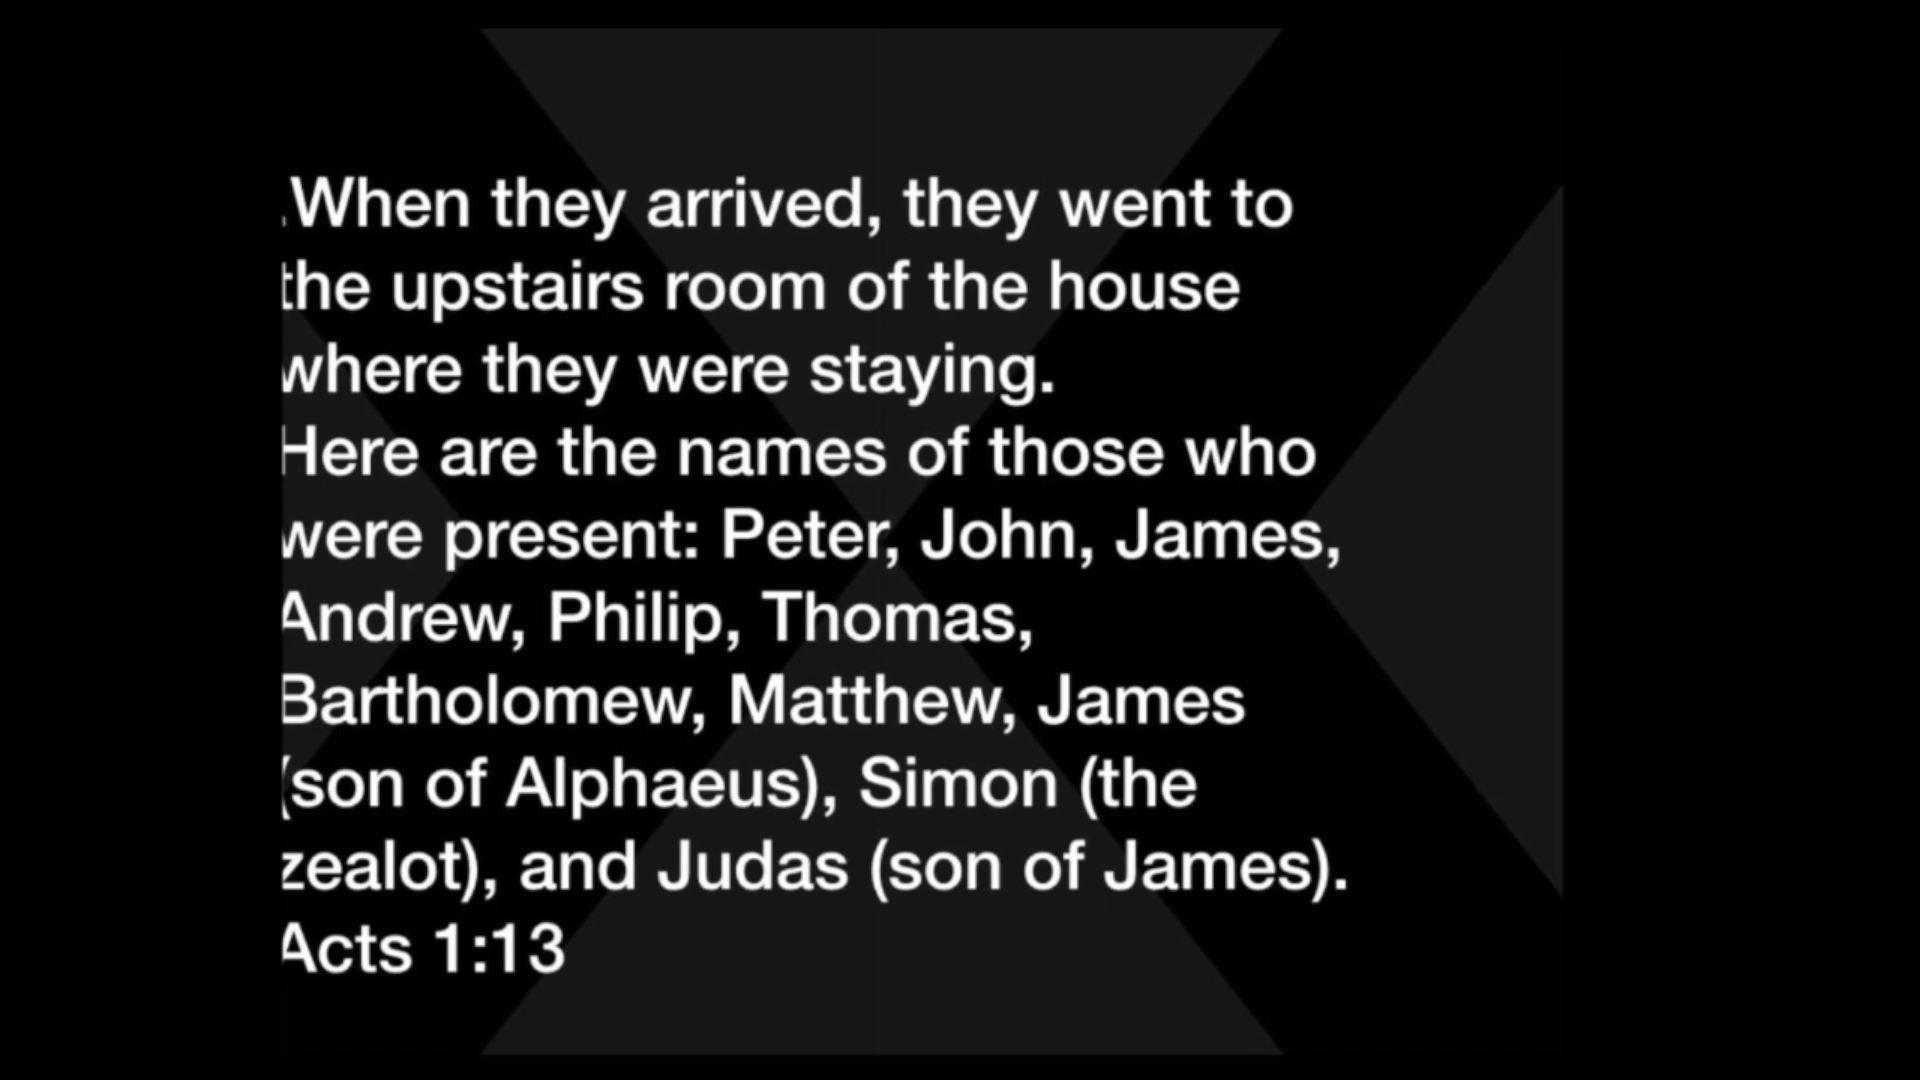 .When they arrived, they went to
the upstairs room of the house
where they were staying.
Here are the names of those who
were present: Peter, John, James,
Andrew, Philip, Thomas,
Bartholomew, Matthew, James
(son of Alphaeus), Simon (the
zealot), and Judas (son of James).
Acts 1:13